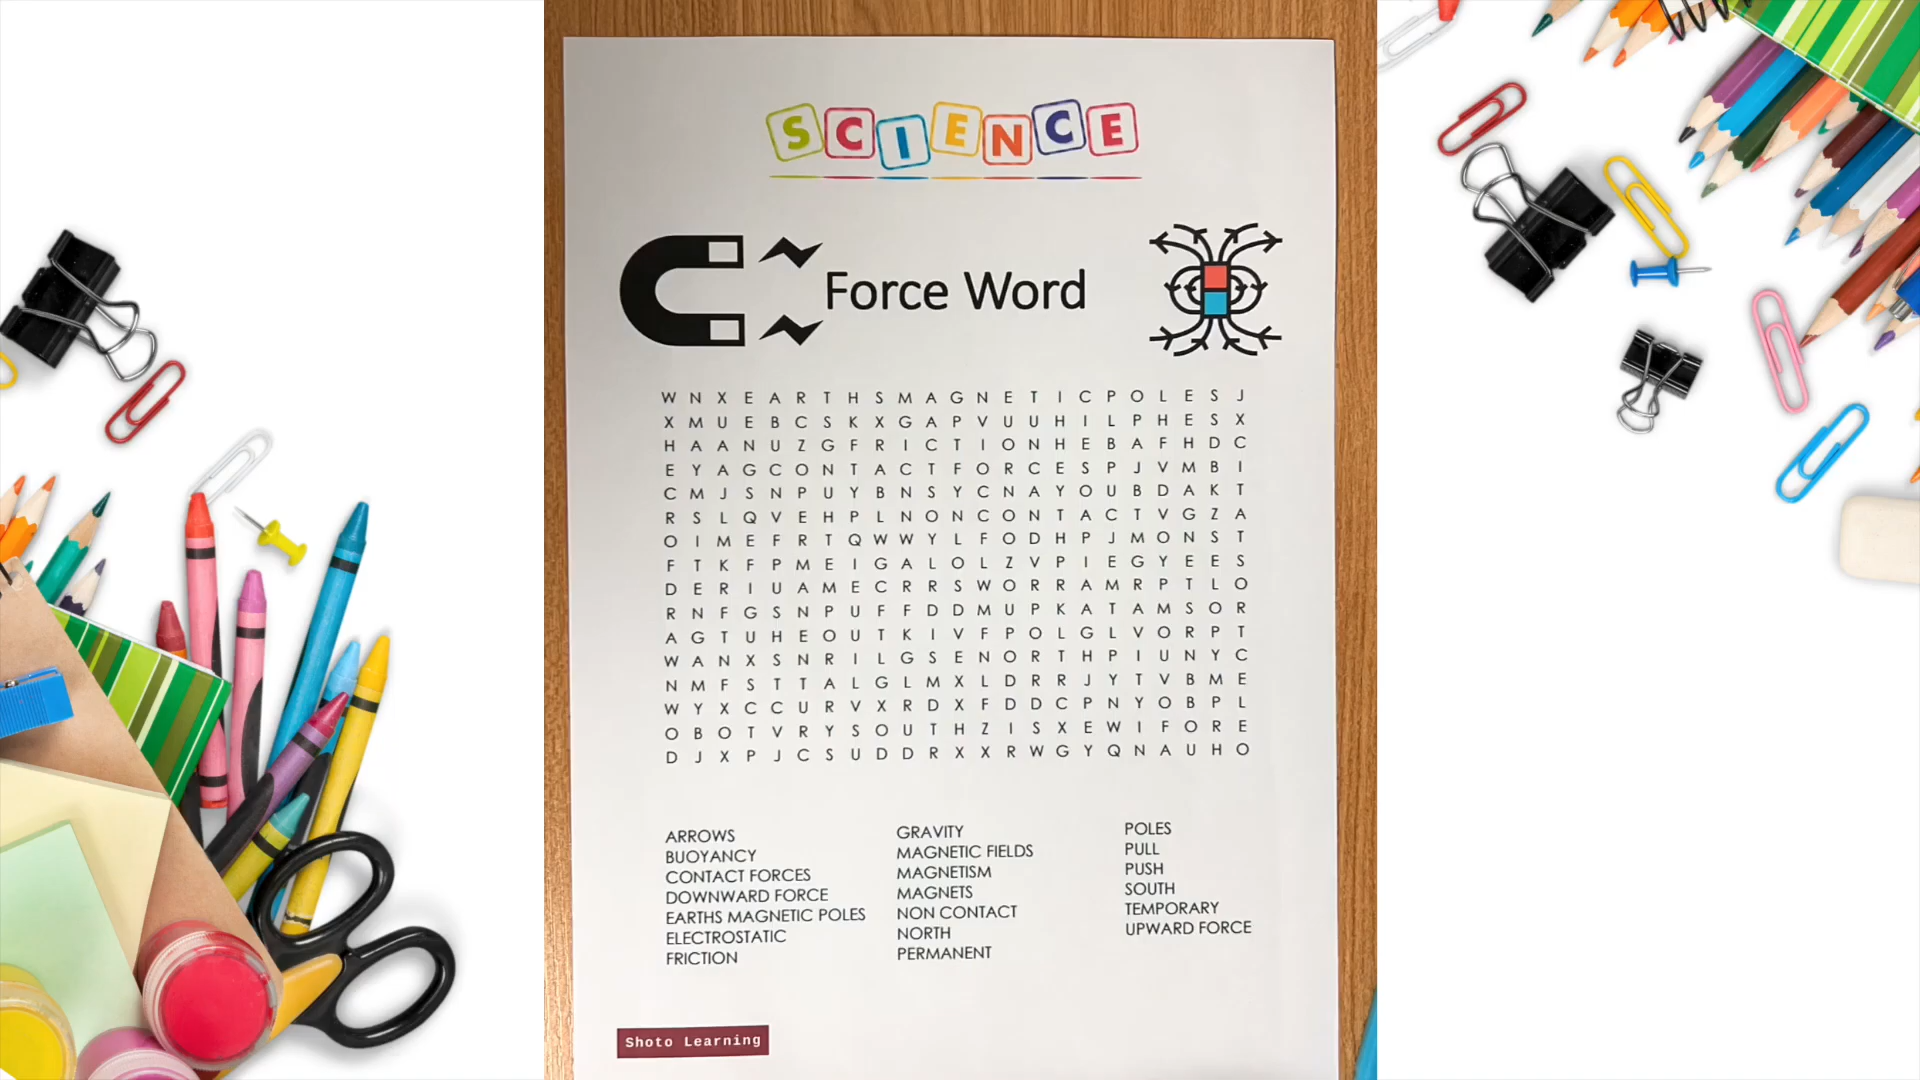 SCIENCE
Force Word
W N X E A R T H S M A G N E T I C P O L E S J
X M U E B C S K X G A P V U U H I L P H E S X
H A A N U Z G F R I C T I O N H E B A F H D C
E Y A G C O N T A C T F O R C E S P J V M B I
C M J S N P U Y B N S Y C N A Y O U B D A K T
R S L Q V E H P L N O N C O N T A C T V G Z A
O I M E F R T Q W W Y L F O D H P J M O N S T
F T K F P M E I G A L O L Z V P I E G Y E E S
D E R I U A M E C R R S W O R R A M R P T L O
R N F G S N P U F F D D M U P K A T A M S O R
A G T U H E O U T K I V F P O L G L V O R P T
W A N X S N R I L G S E N O R T H P I U N Y C
N M F S T T A L G L M X L D R R J Y T V B M E
W Y X C C U R V X R D X F D D C P N Y O B P L
O B O T V R Y S O U T H Z I S X E W I F O R E
D J X P J C S U D D R X X R W G Y Q N A U H O
ARROWS
BUOYANCY
CONTACT FORCES
DOWNWARD FORCE
EARTHS MAGNETIC POLES
ELECTROSTATIC
FRICTION
GRAVITY
MAGNETIC FIELDS
MAGNETISM
MAGNETS
NON CONTACT
NORTH
PERMANENT
POLES
PULL
PUSH
SOUTH
TEMPORARY
UPWARD FORCE
Shoto Learning